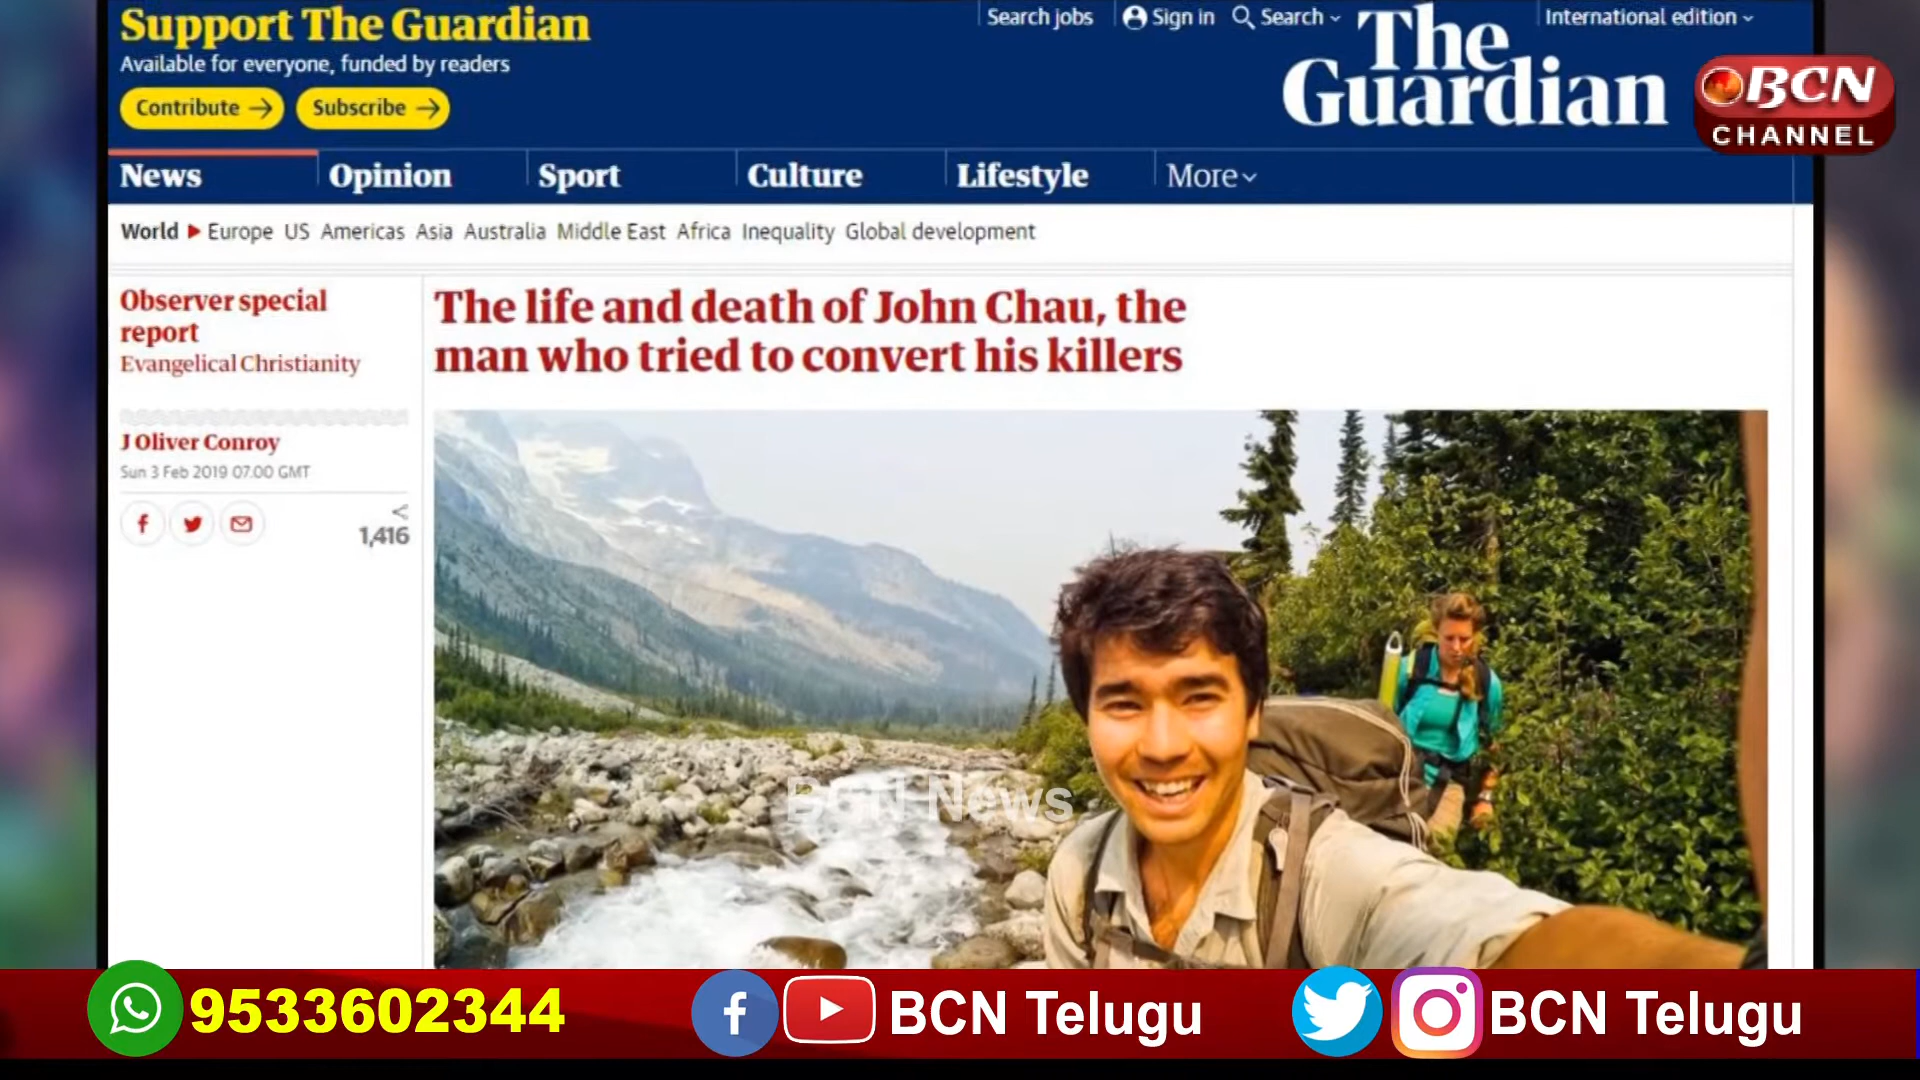 Support The Guardian
Available for everyone, funded by readers
Contribute
Subscribe
Search jobs
Sign in
Search
International edition
The
Guardian
BCN
CHANNEL
News
Opinion
Sport
Culture
Lifestyle
More
World Europe US Americas Asia Australia Middle East Africa Inequality Global development
Observer special
report
Evangelical Christianity
The life and death of John Chau, the
man who tried to convert his killers
J Oliver Conroy
Sun 3 Feb 2019 07.00 GMT
1,416
BCN News
9533602344
BCN Telugu
BCN Telugu